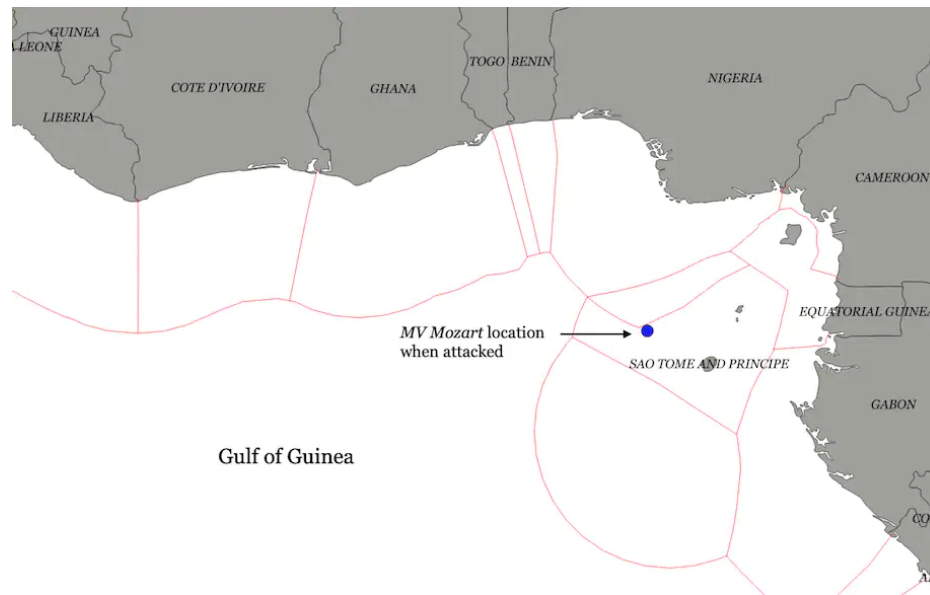 GUINEA
A LEONE
LIBERIA
COTE D'IVOIRE
GHANA
TOGO
BENIN
NIGERIA
CAMEROON
EQUATORIAL GUINEA
MV Mozart location
when attacked
SAO TOME AND PRINCIPE
GABON
Gulf of Guinea
CO
A